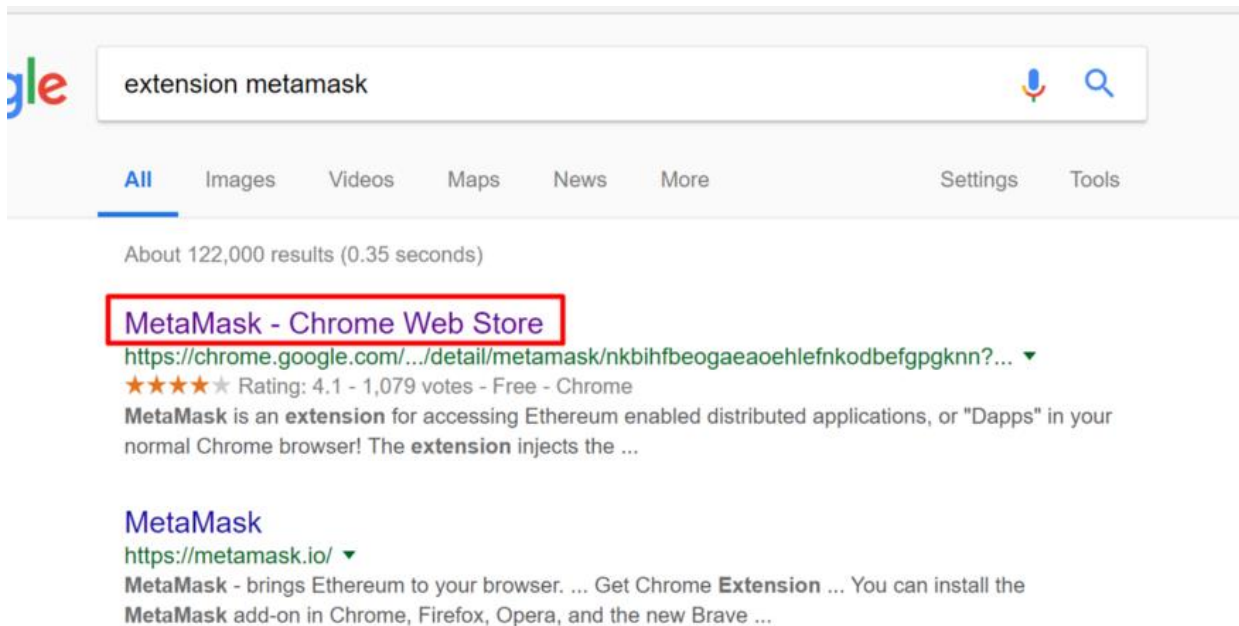 gle
extension metamask
All Images Videos Maps News More Settings Tools
About 122,000 results (0.35 seconds)
MetaMask - Chrome Web Store
https://chrome.google.com/.../detail/metamask/nkbihfbeogaeaoehlefnkodbefgpgknn?...
Rating: 4.1 - 1,079 votes - Free - Chrome
MetaMask is an extension for accessing Ethereum enabled distributed applications, or "Dapps" in your
normal Chrome browser! The extension injects the ...
MetaMask
https://metamask.io/
MetaMask - brings Ethereum to your browser. ... Get Chrome Extension ... You can install the
MetaMask add-on in Chrome, Firefox, Opera, and the new Brave ...